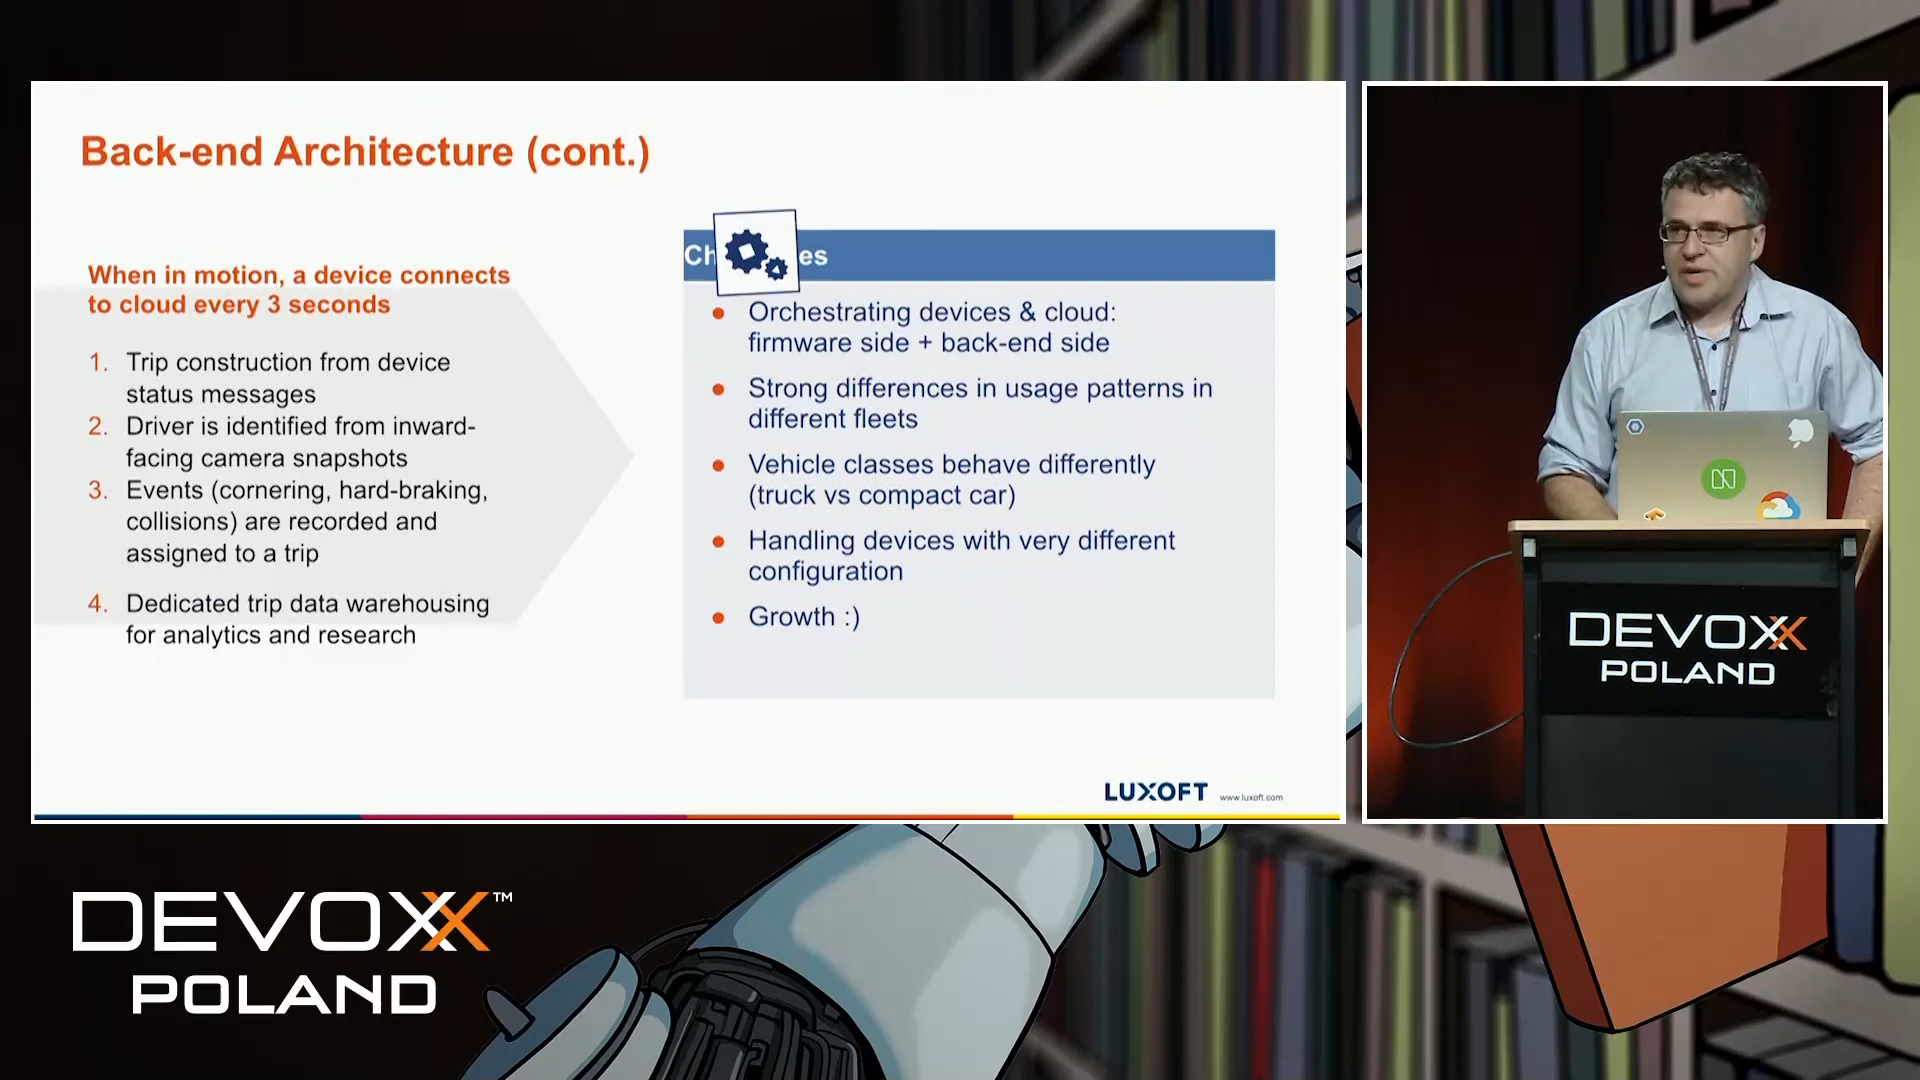 Back-end Architecture (cont.)
When in motion, a device connects
to cloud every 3 seconds
1. Trip construction from device
status messages
2. Driver is identified from inward-
facing camera snapshots
3. Events (cornering, hard-braking,
collisions) are recorded and
assigned to a trip
4. Dedicated trip data warehousing
for analytics and research
Ch es
• Orchestrating devices & cloud:
firmware side + back-end side
• Strong differences in usage patterns in
different fleets
• Vehicle classes behave differently
(truck vs compact car)
• Handling devices with very different
configuration
• Growth :)
LUXOFT www.luxoft.com
DEVOXX
POLAND
DEVOXX™
POLAND